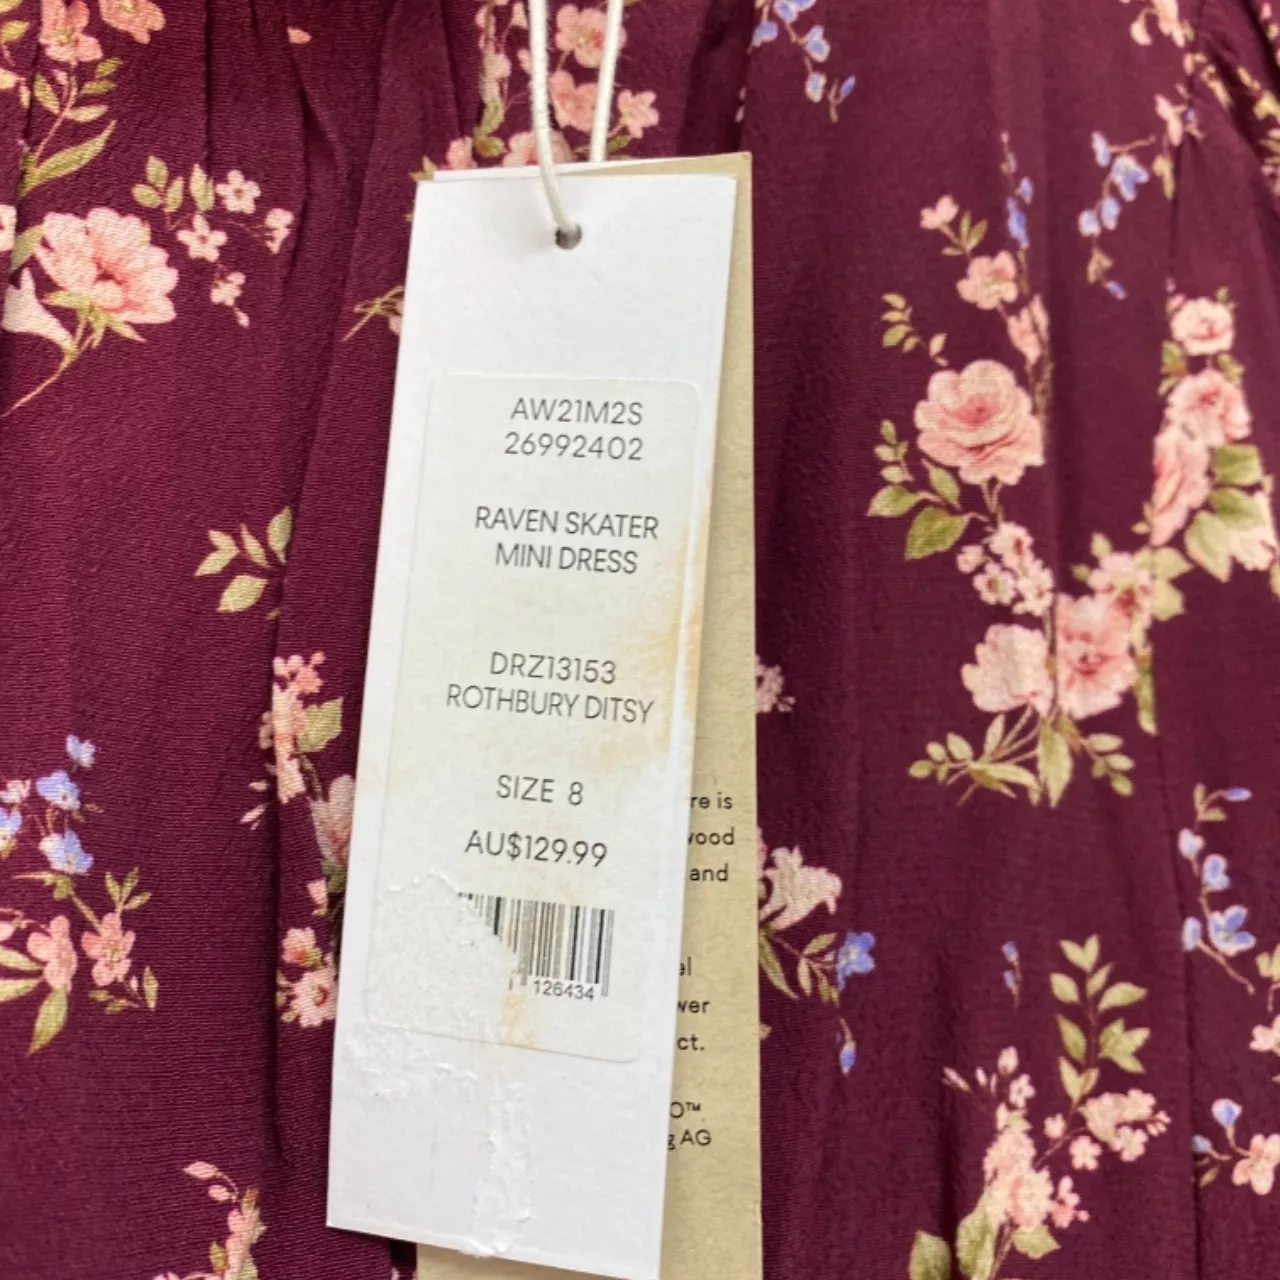 AW21M2S
26992402
RAVEN SKATER
MINI DRESS
DRZ13153
ROTHBURY DITSY
SIZE 8
AU$129.99
126434
re is
wood
and
el
wer
ct.
O™
g AG